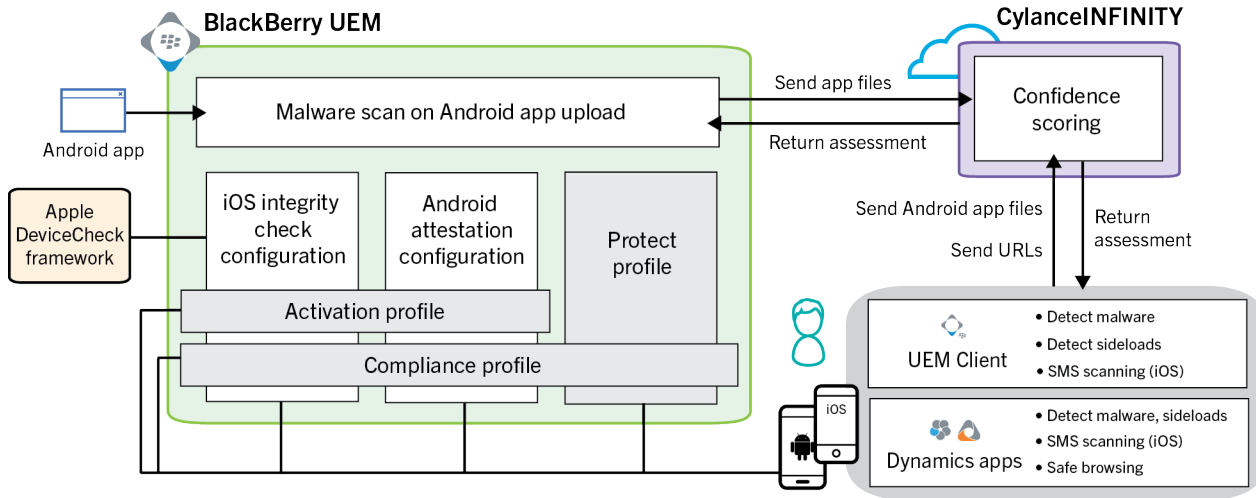 BlackBerry UEM
CylanceINFINITY
Malware scan on Android app upload
Android app
Send app files
Return assessment
Confidence
scoring
Apple
DeviceCheck
framework
iOS integrity
check
configuration
Android
attestation
configuration
Protect
profile
Activation profile
Compliance profile
Send Android app files
Send URLs
Return
assessment
UEM Client
• Detect malware
• Detect sideloads
• SMS scanning (iOS)
iOS
Dynamics apps
• Detect malware, sideloads
• SMS scanning (iOS)
• Safe browsing